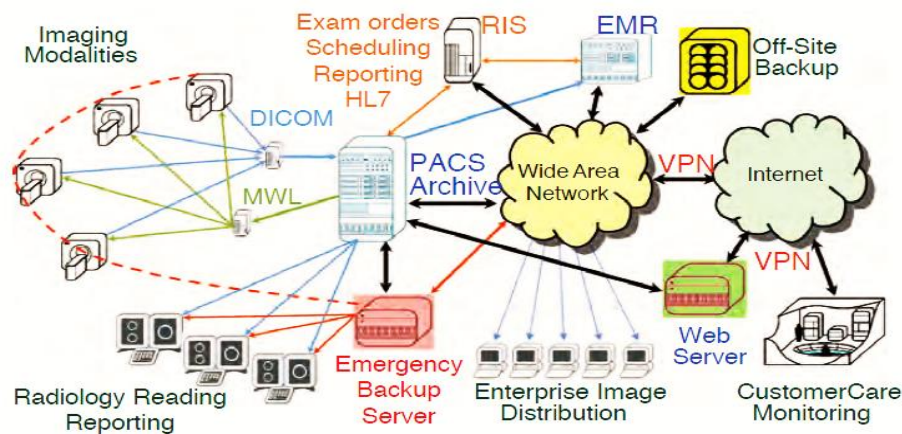 Imaging
Modalities
Exam orders
Scheduling
Reporting
HL7
RIS
EMR
Off-Site
Backup
DICOM
MWL
PACS
Archive
Wide Area
Network
VPN
Internet
VPN
Web
Server
Radiology Reading
Reporting
Emergency
Backup
Server
Enterprise Image
Distribution
CustomerCare
Monitoring